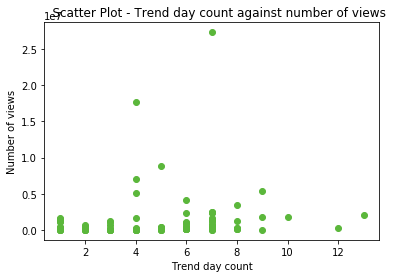 Scatter Plot - Trend day count against number of views
1e7
2.5
2.0
1.5
1.0
0.5
0.0
Number of views
2 4 6 8 10 12
Trend day count